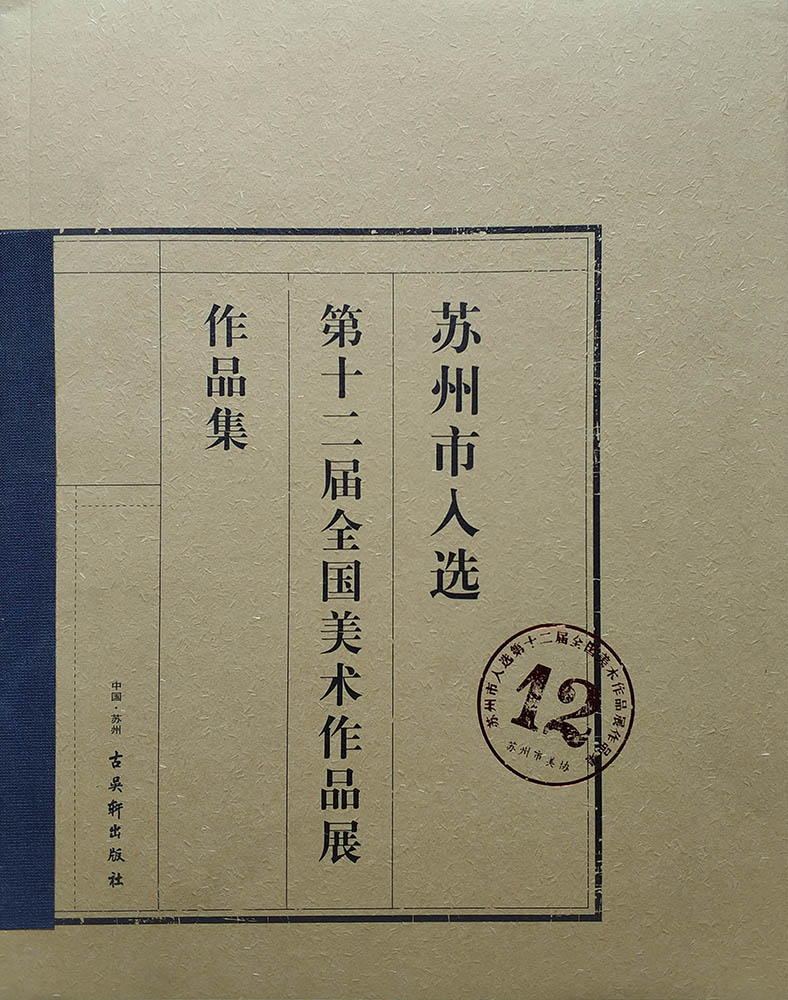 苏州市入选
第十二届全国美术作品展
作品集
中国·苏州
古吴轩出版社
苏州市入选第十二届全国美术作品展作品集
12
苏州市美协